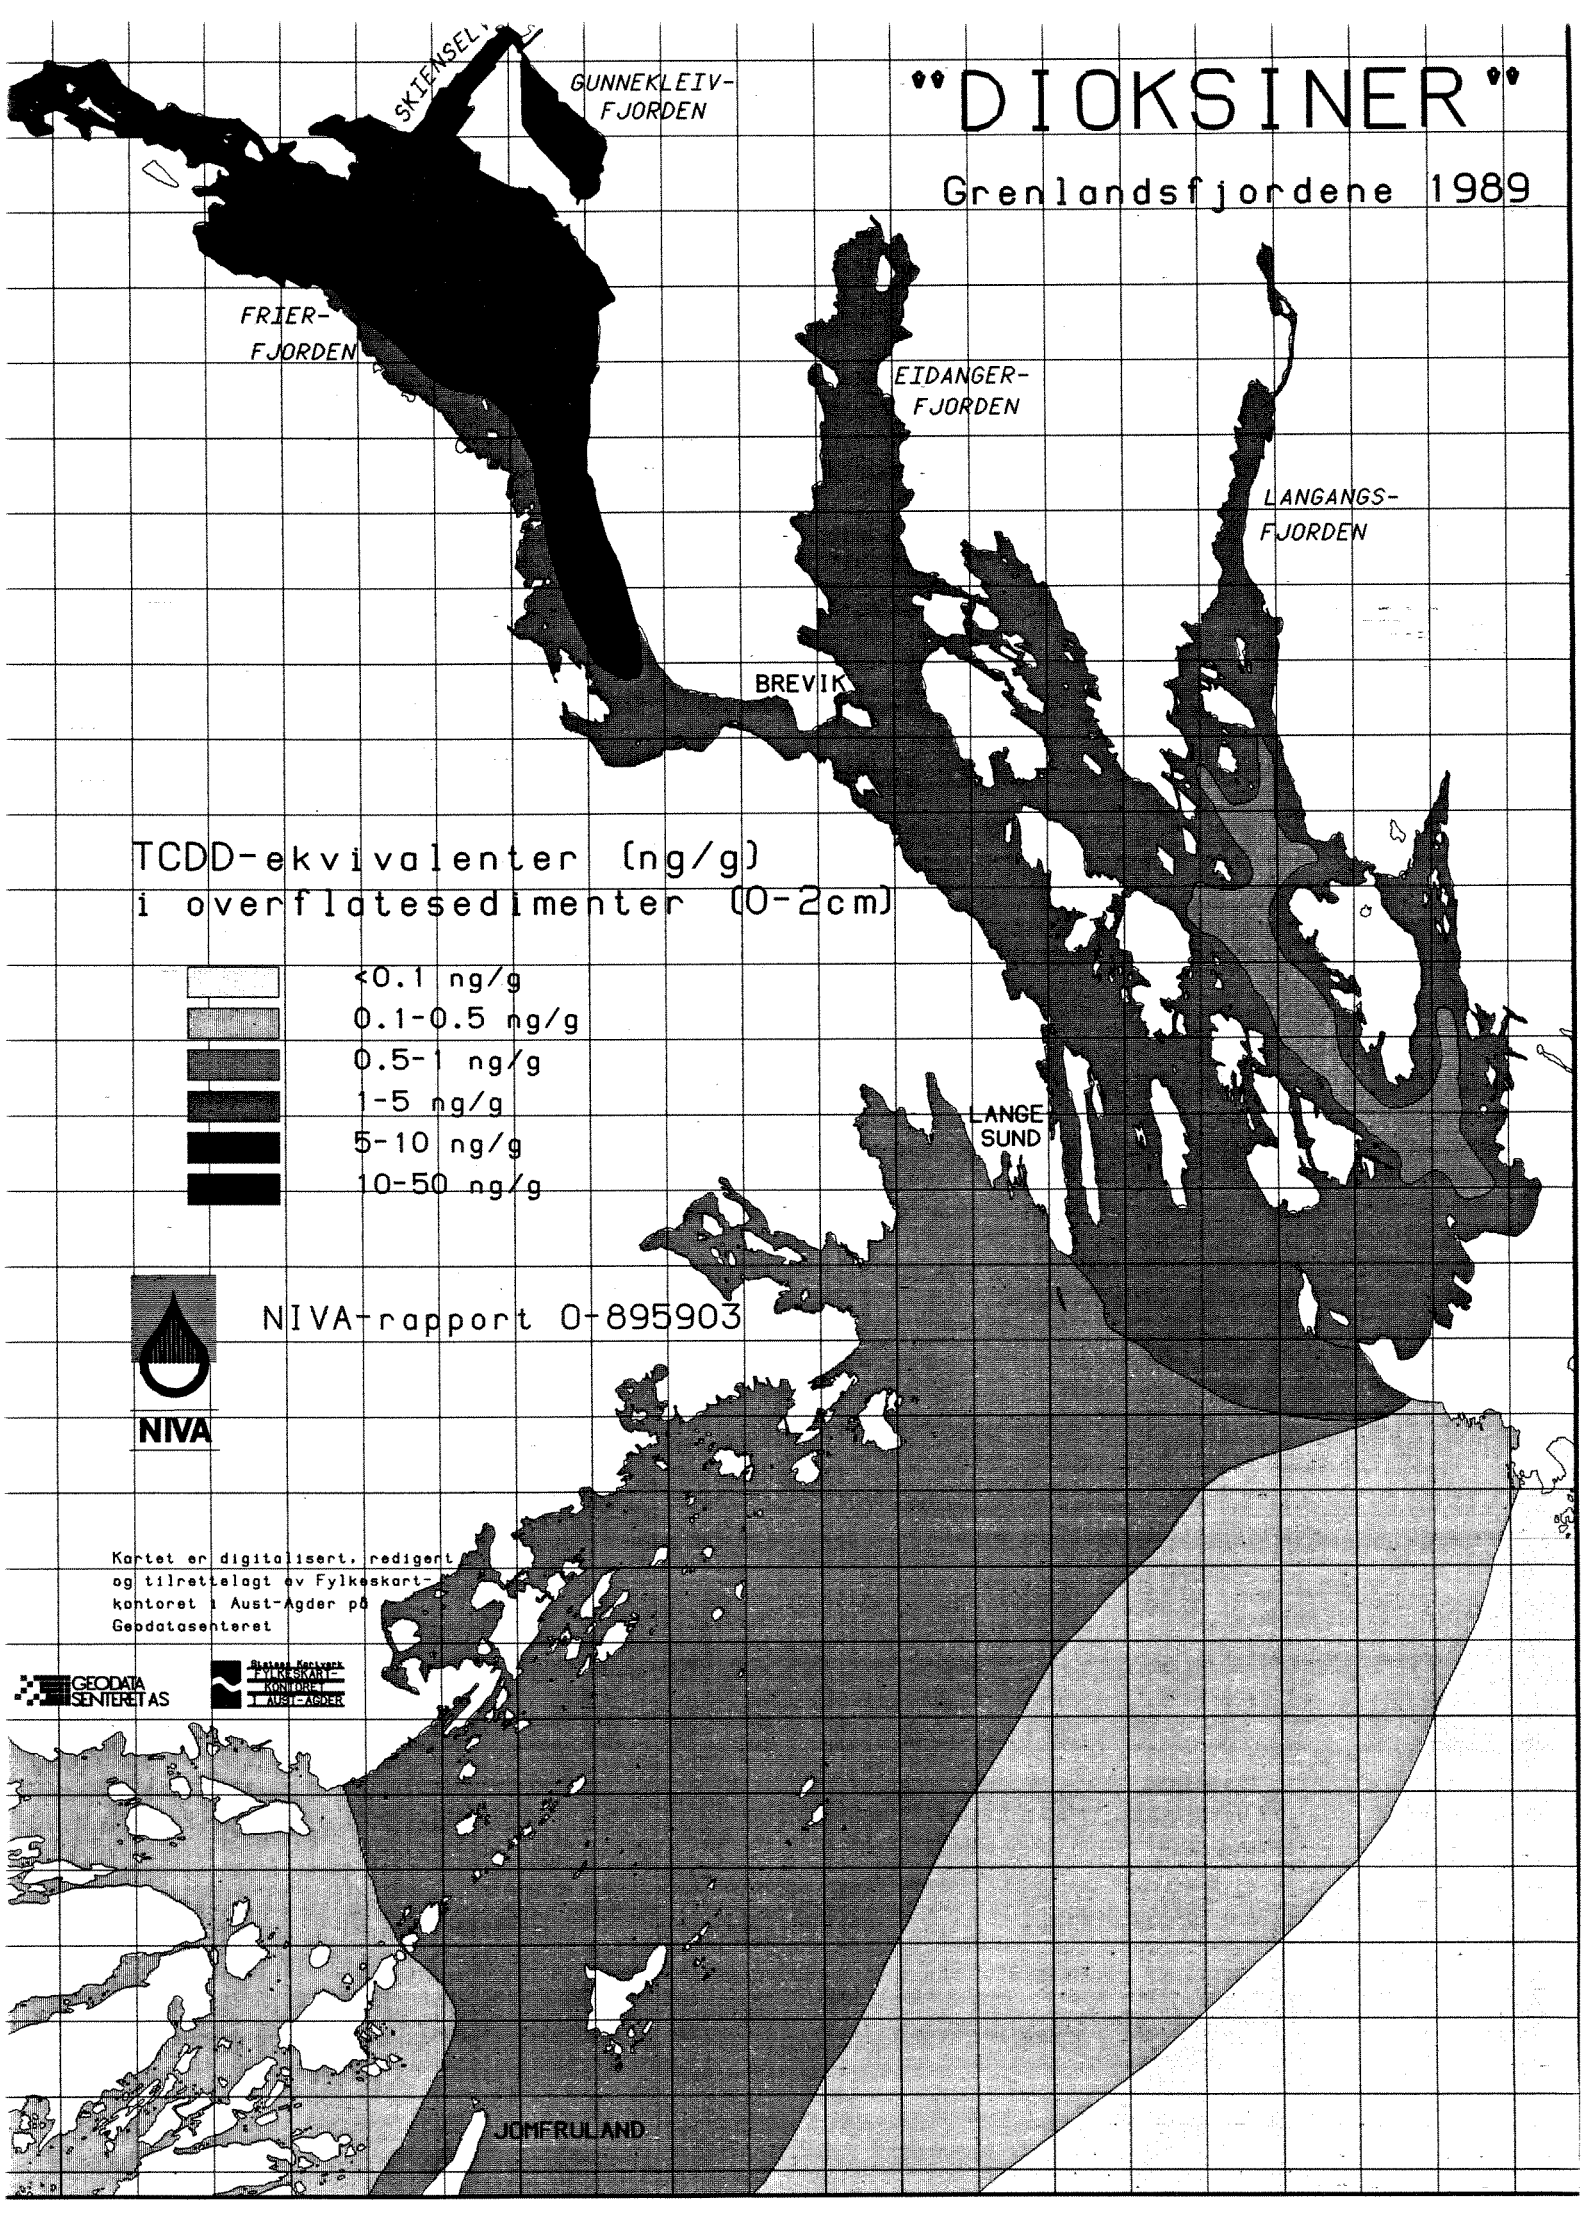 ""DIOKSINER"
Grenlandsfjordene 1989
GUNNEKLEIV-
FJORDEN
FRIER-
FJORDEN
EIDANGER-
FJORDEN
LANGANGS-
FJORDEN
BREVIK
TCDD-ekvivalenter (ng/g)
i overflatesedimenter (0-2cm)
<0.1 ng/g
0.1-0.5 ng/g
0.5-1 ng/g
1-5 ng/g
5-10 ng/g
10-50 ng/g
LANGE
SUND
NIVA-rapport 0-895903
NIVA
Kartet er digitalisert, redigert
og tilrettelagt av Fylkeskart-
kontoret i Aust-Agder på
Geodatasenteret
GEODATA
SENTERET AS
Statens Kartverk
FYLKESKART-
KONTORET
I AUST-AGDER
JOMFRULAND